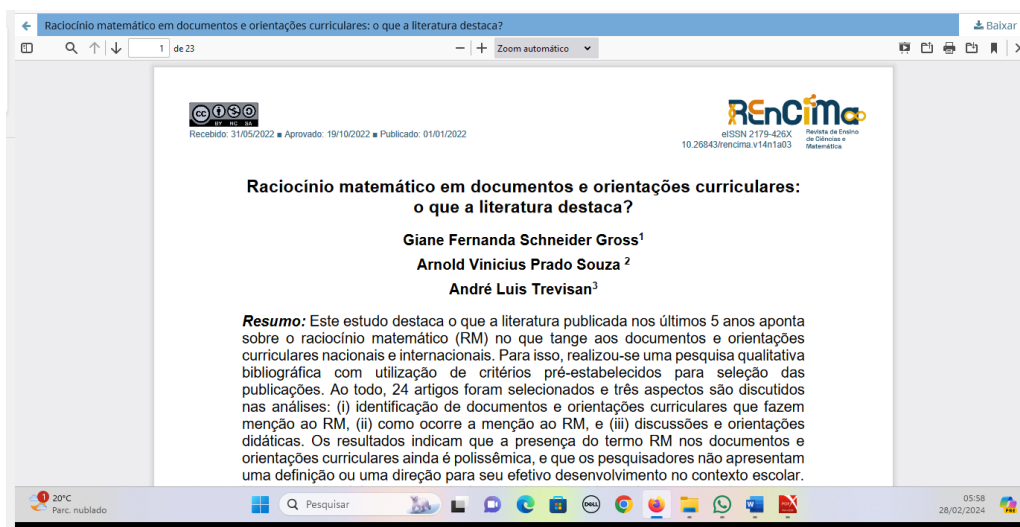 Raciocínio matemático em documentos e orientações curriculares: o que a literatura destaca?
Baixar
1 de 23
Zoom automático
BY NC SA
Recebido: 31/05/2022 ■ Aprovado: 19/10/2022 ■ Publicado: 01/01/2022
REnCiMa
eISSN 2179-426X
10.26843/rencima.v14n1a03
Revista de Ensino
de Ciências e
Matemática
Raciocínio matemático em documentos e orientações curriculares:
o que a literatura destaca?
Giane Fernanda Schneider Gross1
Arnold Vinicius Prado Souza 2
André Luis Trevisan3
Resumo: Este estudo destaca o que a literatura publicada nos últimos 5 anos aponta
sobre o raciocínio matemático (RM) no que tange aos documentos e orientações
curriculares nacionais e internacionais. Para isso, realizou-se uma pesquisa qualitativa
bibliográfica com utilização de critérios pré-estabelecidos para seleção das
publicações. Ao todo, 24 artigos foram selecionados e três aspectos são discutidos
nas análises: (i) identificação de documentos e orientações curriculares que fazem
menção ao RM, (ii) como ocorre a menção ao RM, e (iii) discussões e orientações
didáticas. Os resultados indicam que a presença do termo RM nos documentos e
orientações curriculares ainda é polissêmica, e que os pesquisadores não apresentam
uma definição ou uma direção para seu efetivo desenvolvimento no contexto escolar.
1
20°C
Parc. nublado
Pesquisar
DELL
W
05:58
28/02/2024
PRE